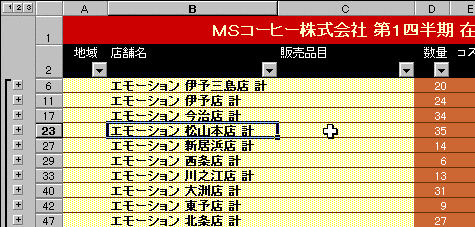 1 2 3
A B C D E
1 MSコーヒー株式会社 第1四半期 在
2 地域 店舗名 販売品目 数量 コス
6 エモーション 伊予三島店 計 20
11 エモーション 伊予店 計 24
17 エモーション 今治店 計 34
23 エモーション 松山本店 計 35
27 エモーション 新居浜店 計 14
29 エモーション 西条店 計 6
33 エモーション 川之江店 計 13
40 エモーション 大洲店 計 31
42 エモーション 東予店 計 9
47 エモーション 北条店 計 27